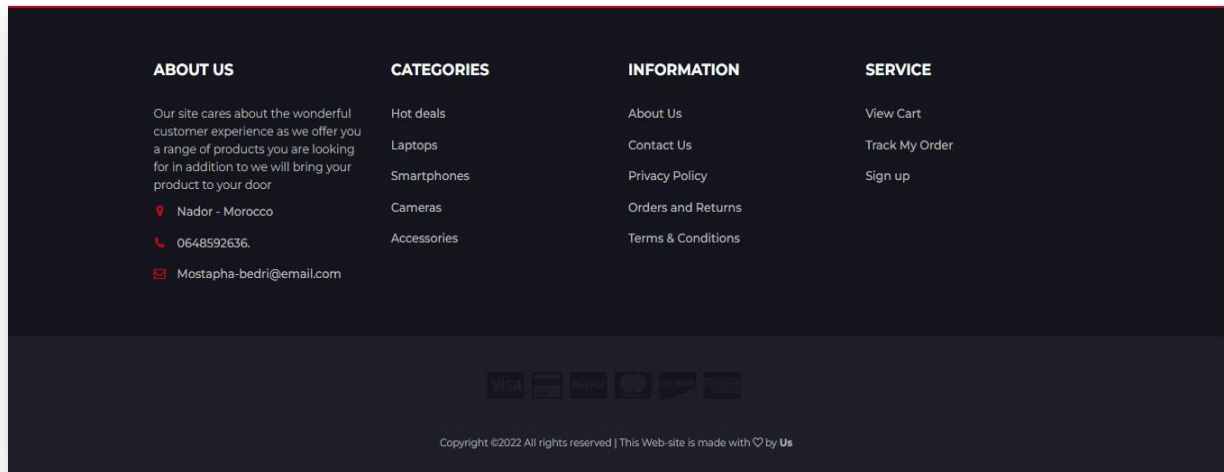 ABOUT US
Our site cares about the wonderful
customer experience as we offer you
a range of products you are looking
for in addition to we will bring your
product to your door
Nador - Morocco
0648592636.
Mostapha-bedri@email.com
CATEGORIES
Hot deals
Laptops
Smartphones
Cameras
Accessories
INFORMATION
About Us
Contact Us
Privacy Policy
Orders and Returns
Terms & Conditions
SERVICE
View Cart
Track My Order
Sign up
VISA PayPal
Copyright ©2022 All rights reserved | This Web-site is made with ♡ by Us